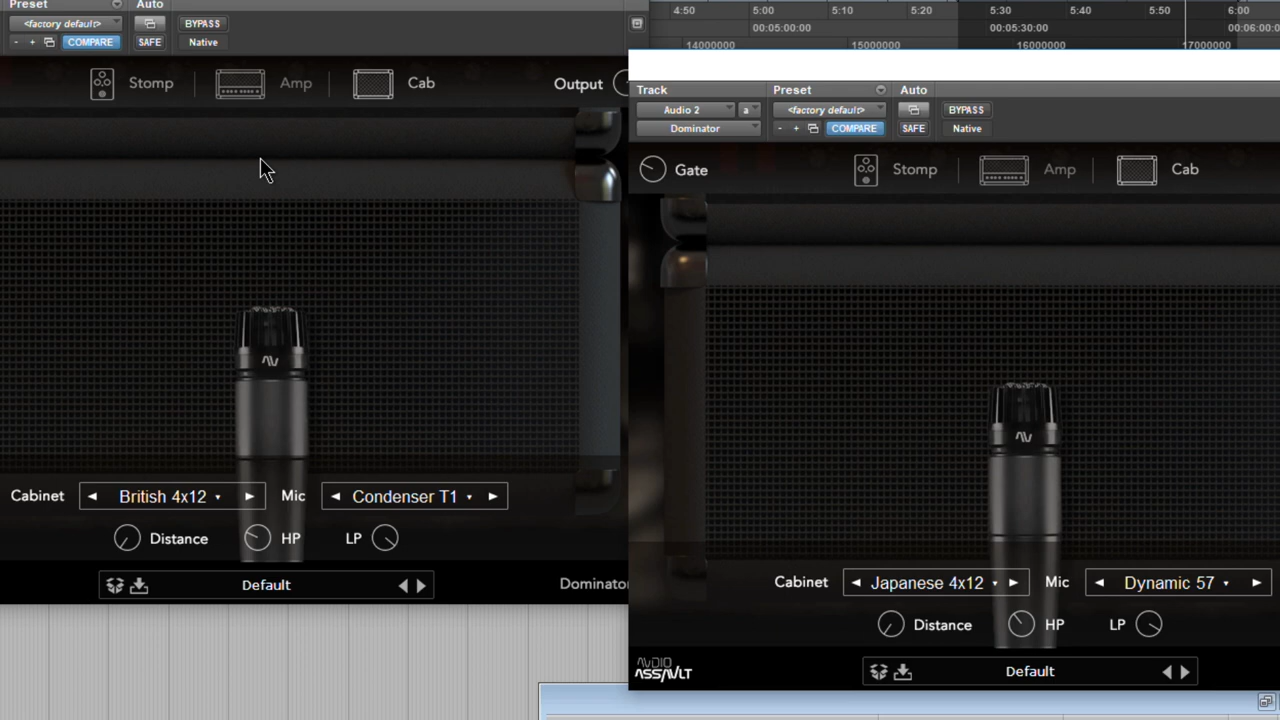 Preset
Auto
<factory default>
BYPASS
- + COMPARE
SAFE
Native
Stomp
Amp
Cab
Output
Cabinet
British 4x12
Mic
Condenser T1
Distance
HP
LP
Default
Dominator
4:50 5:00 5:10 5:20 5:30 5:40 5:50 6:00
00:05:00:00 00:05:30:00 00:06:00:
14000000 15000000 16000000 17000000
Track
Preset
Auto
Audio 2
a
<factory default>
BYPASS
Dominator
- + COMPARE
SAFE
Native
Gate
Stomp
Amp
Cab
Cabinet
Japanese 4x12
Mic
Dynamic 57
Distance
HP
LP
AUDIO
ASSAULT
Default